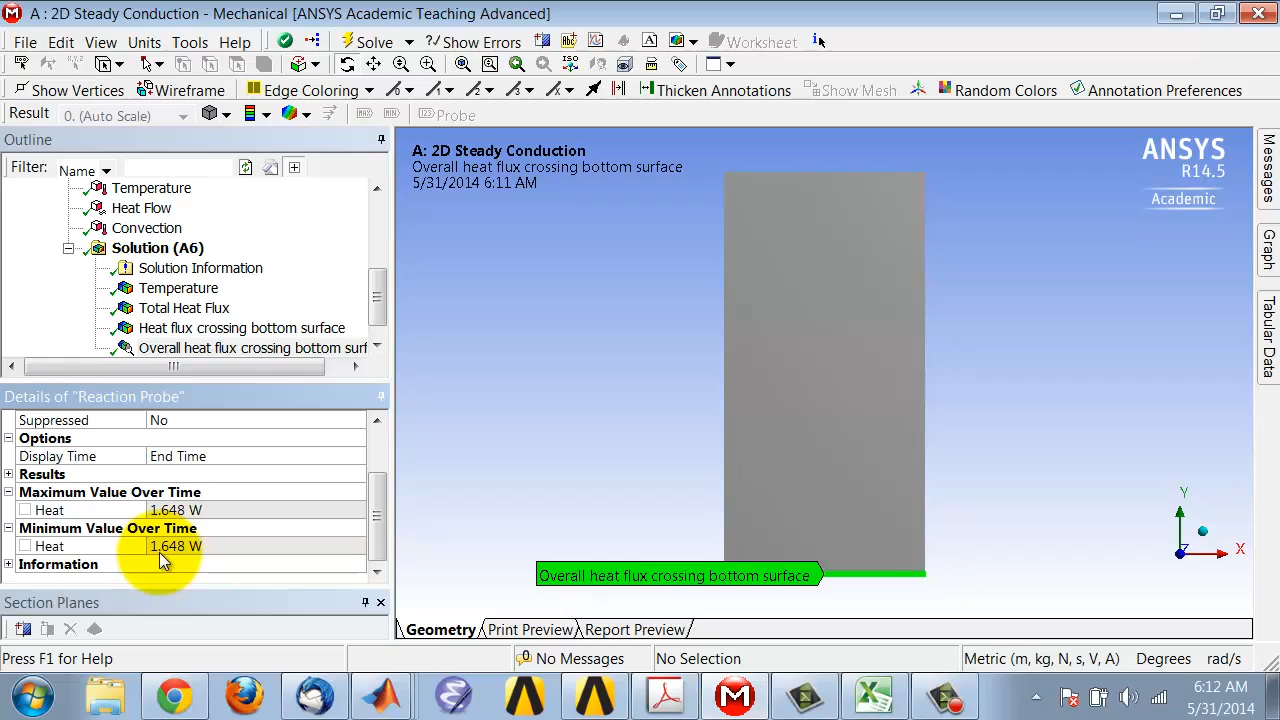 A : 2D Steady Conduction - Mechanical [ANSYS Academic Teaching Advanced]
File Edit View Units Tools Help Solve ?/Show Errors Worksheet
Show Vertices Wireframe Edge Coloring Thicken Annotations Show Mesh Random Colors Annotation Preferences
Result 0. (Auto Scale) MAX MIN 123 Probe
Outline
Filter: Name
Temperature
Heat Flow
Convection
Solution (A6)
Solution Information
Temperature
Total Heat Flux
Heat flux crossing bottom surface
Overall heat flux crossing bottom surf
Details of "Reaction Probe"
Suppressed No
Options
Display Time End Time
Results
Maximum Value Over Time
Heat 1.648 W
Minimum Value Over Time
Heat 1.648 W
Information
Section Planes
A: 2D Steady Conduction
Overall heat flux crossing bottom surface
5/31/2014 6:11 AM
ANSYS
R14.5
Academic
Overall heat flux crossing bottom surface
Y
Z
X
Messages
Graph
Tabular Data
Geometry Print Preview Report Preview
Press F1 for Help 0 No Messages No Selection Metric (m, kg, N, s, V, A) Degrees rad/s
6:12 AM
5/31/2014